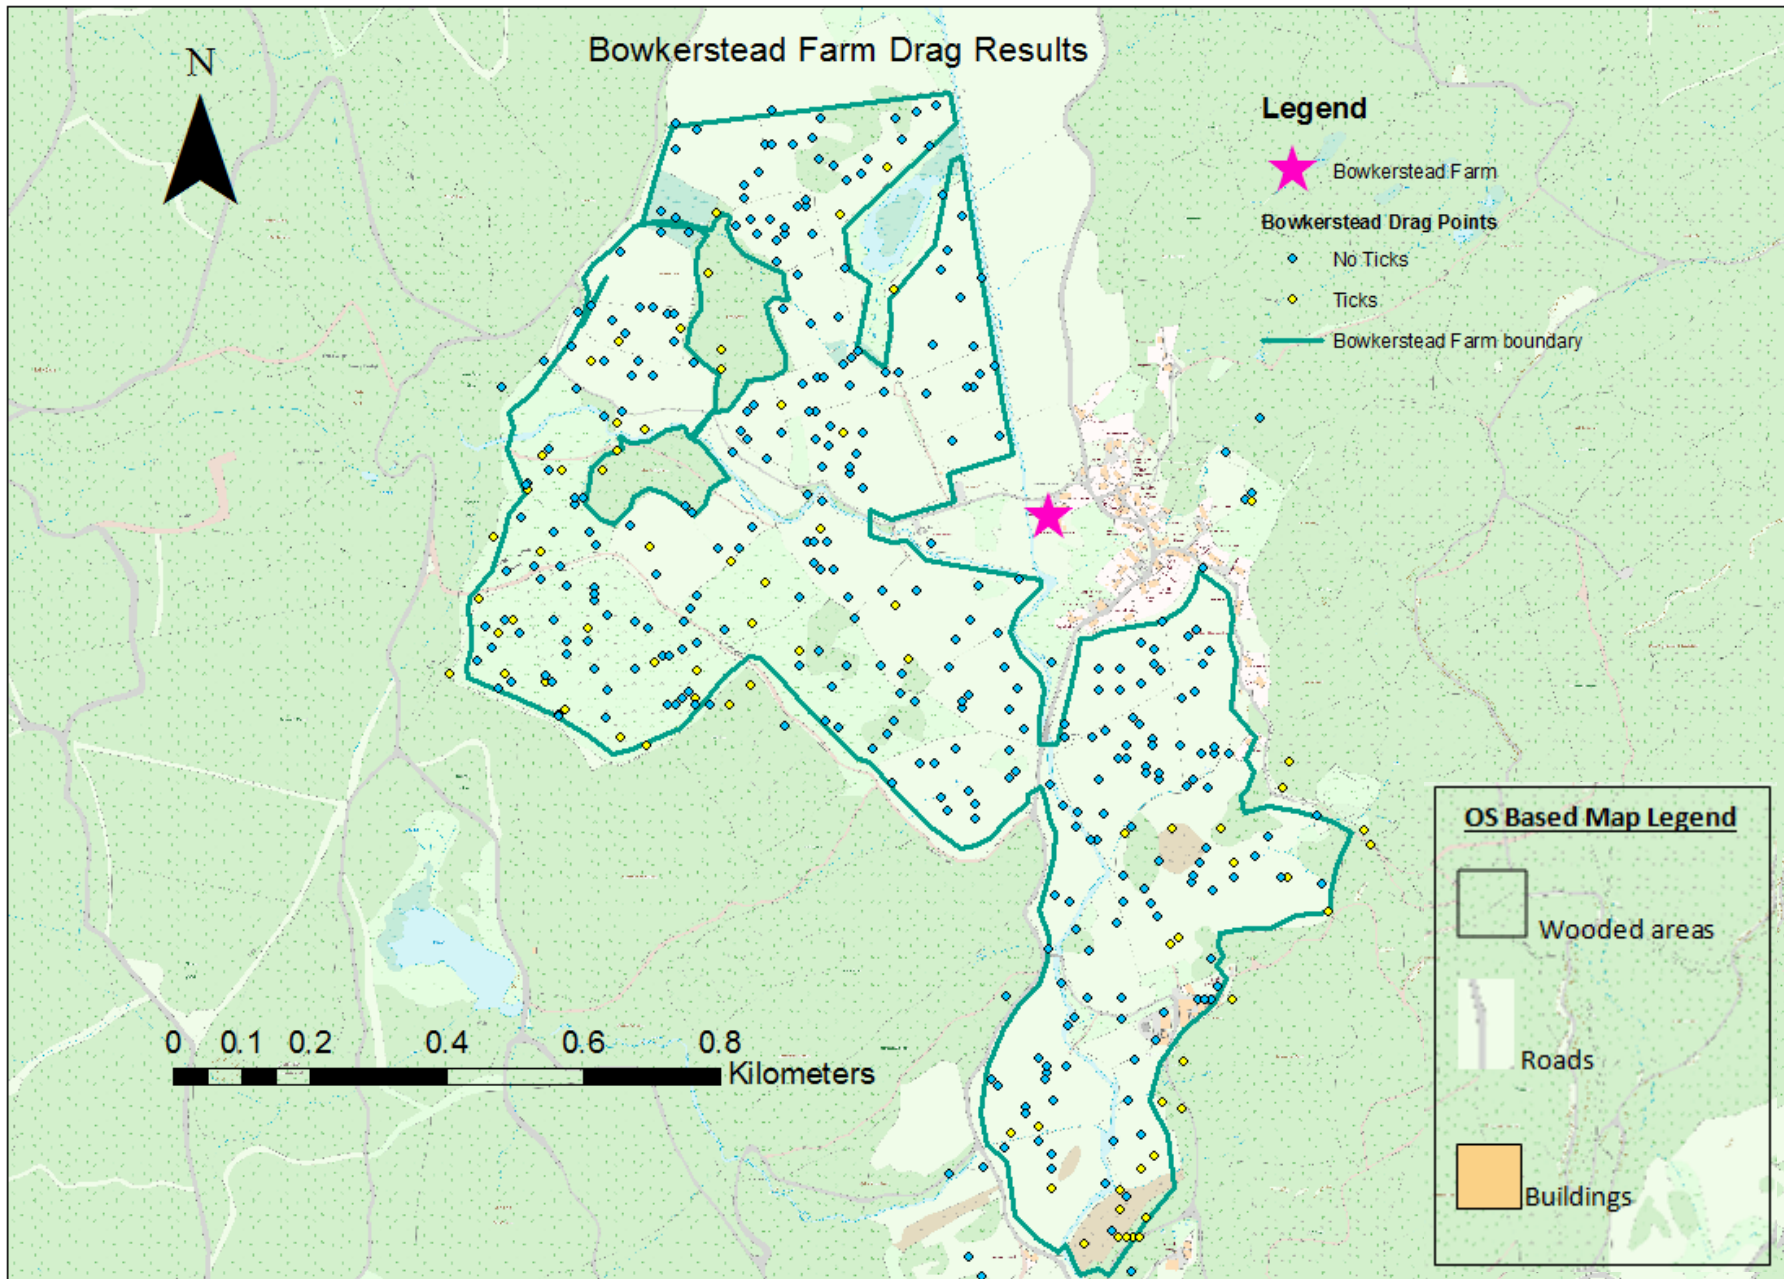 Bowkerstead Farm Drag Results
N
Legend
Bowkerstead Farm
Bowkerstead Drag Points
No Ticks
Ticks
Bowkerstead Farm boundary
OS Based Map Legend
Wooded areas
Roads
Buildings
0 0.1 0.2 0.4 0.6 0.8
Kilometers